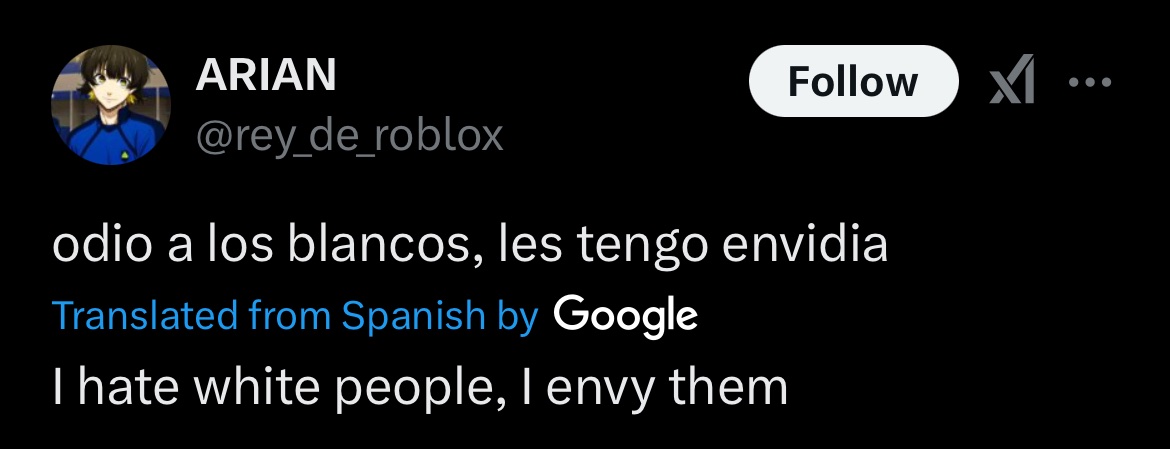 ARIAN
Follow
@rey_de_roblox
odio a los blancos, les tengo envidia
Translated from Spanish by Google
I hate white people, I envy them